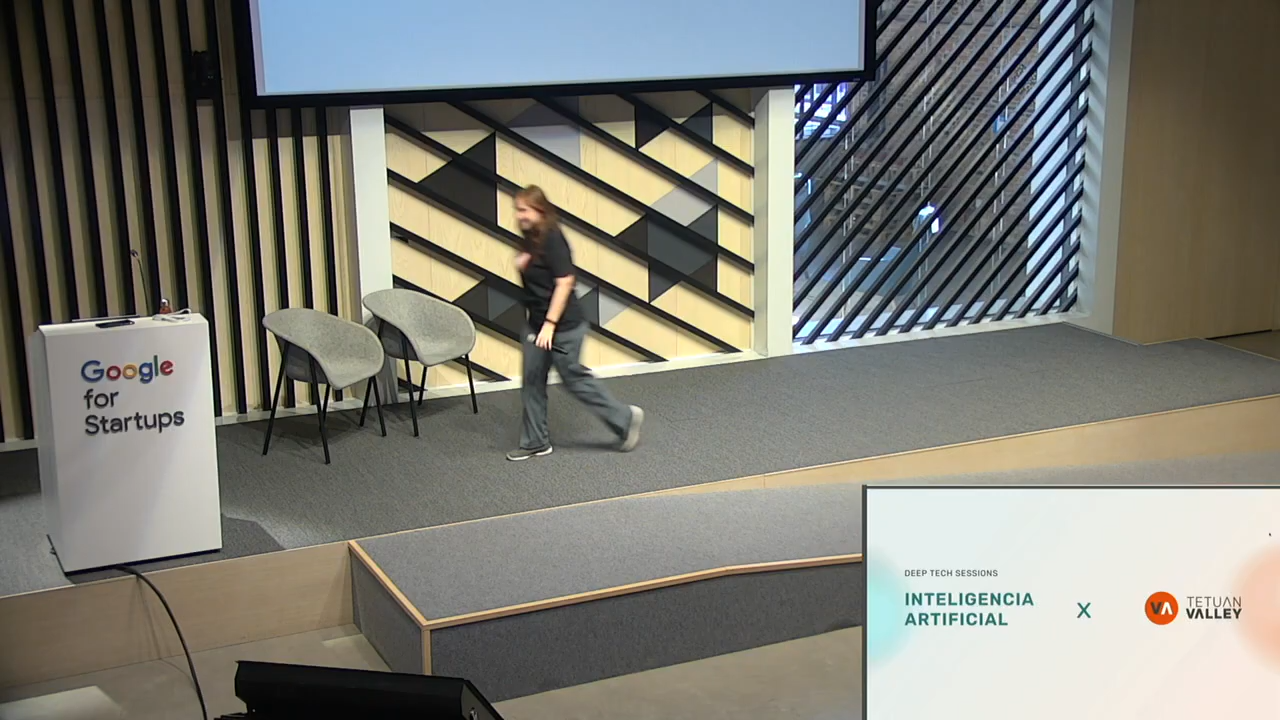 Google
for
Startups
DEEP TECH SESSIONS
INTELIGENCIA
ARTIFICIAL
X
VA
TETUAN
VALLEY